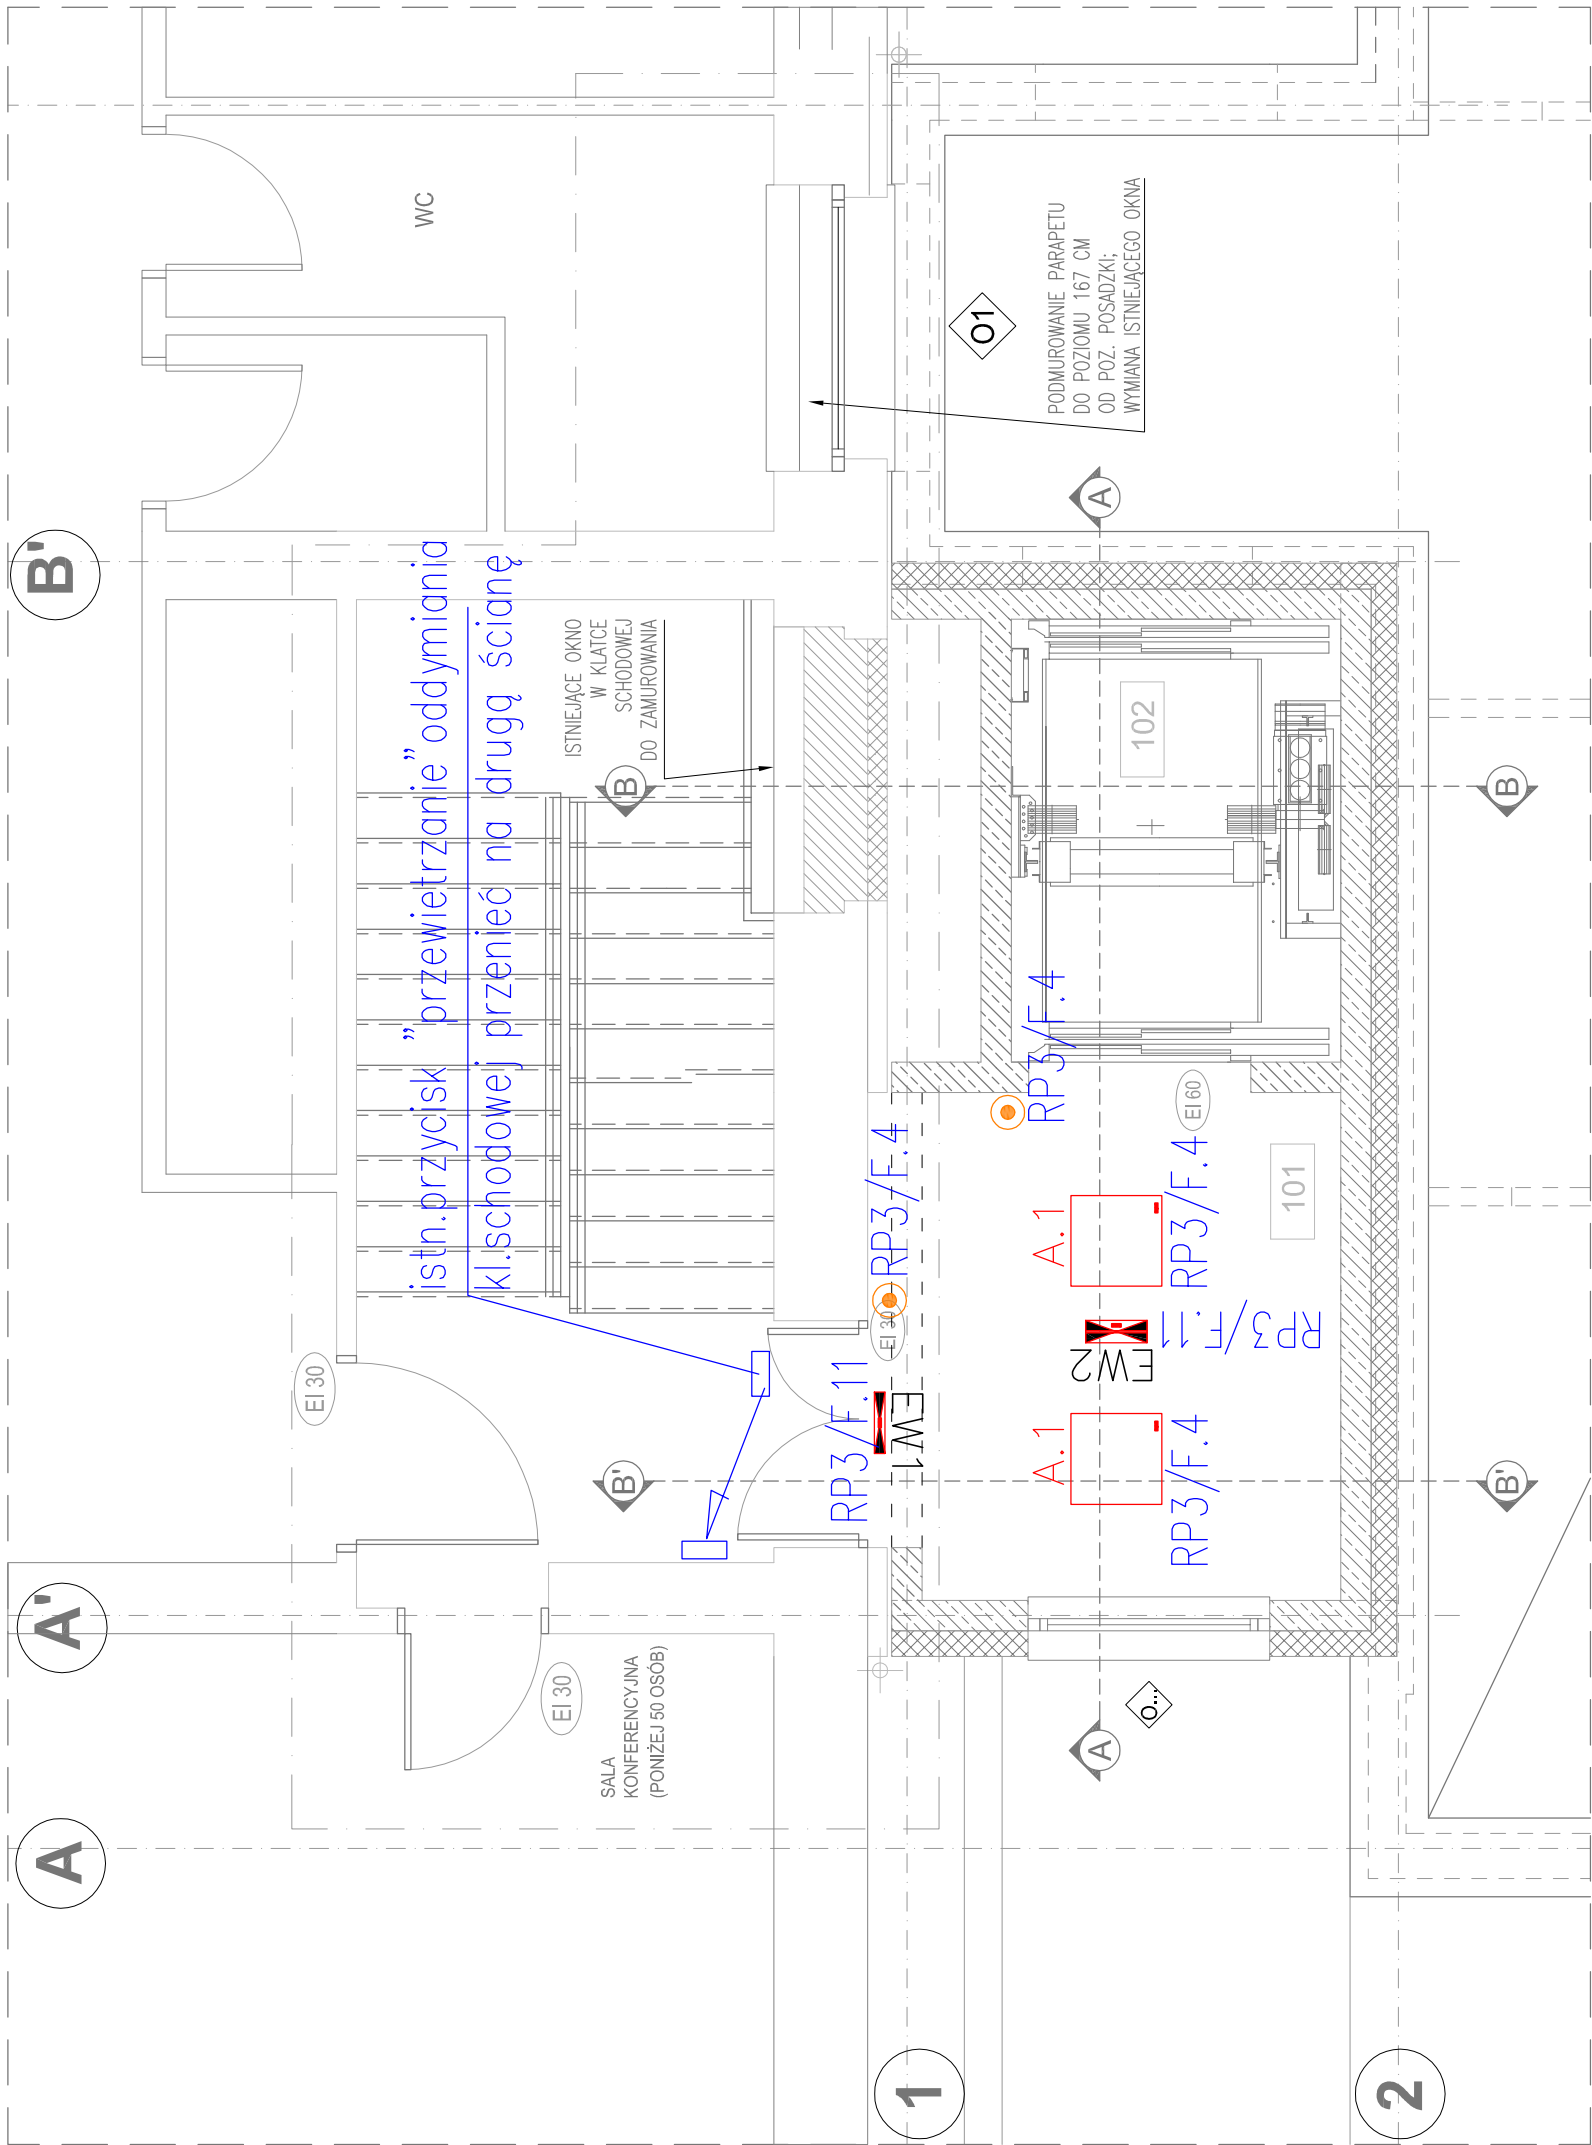 B'
A'
A
WC
istn.przycisk "przewietrzanie" oddymiania
kl.schodowej przenieć na drugą ścianę
ISTNIEJĄCE OKNO
W KLATCE
SCHODOWEJ
DO ZAMUROWANIA
PODMUROWANIE PARAPETU
DO POZIOMU 167 CM
OD POZ. POSADZKI;
WYMIANA ISTNIEJĄCEGO OKNA
O1
A
B
B
102
RP3/F.4
EI 60
101
RP3/F.4
EI 30
A.1
RP3/F.4
RP3/F.11
EW2
A.1
RP3/F.4
RP3/F.11
EW1
EI 30
B'
B'
EI 30
SALA
KONFERENCYJNA
(PONIŻEJ 50 OSÓB)
A
O...
1
2